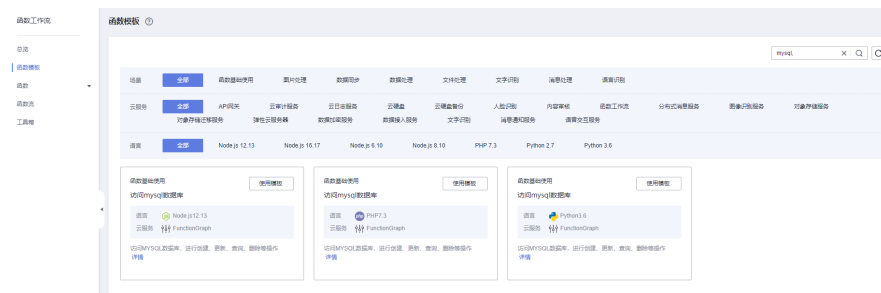 函数工作流
函数模板
总览
函数模板
函数
函数流
工具箱
mysql
场景 全部 函数基础使用 图片处理 数据同步 数据处理 文件处理 文字识别 消息处理 语音识别
云服务 全部 API网关 云审计服务 云日志服务 云硬盘 云硬盘备份 人脸识别 内容审核 函数工作流 分布式消息服务 图像识别服务 对象存储服务
对象存储迁移服务 弹性云服务器 数据加密服务 数据接入服务 文字识别 消息通知服务 语音交互服务
语言 全部 Node.js 12.13 Node.js 16.17 Node.js 6.10 Node.js 8.10 PHP 7.3 Python 2.7 Python 3.6
函数基础使用 使用模板
访问mysql数据库
语言 Node.js12.13
云服务 FunctionGraph
访问MYSQL数据库，进行创建、更新、查询、删除等操作
详情
函数基础使用 使用模板
访问mysql数据库
语言 PHP7.3
云服务 FunctionGraph
访问MYSQL数据库，进行创建、更新、查询、删除等操作
详情
函数基础使用 使用模板
访问mysql数据库
语言 Python3.6
云服务 FunctionGraph
访问MYSQL数据库，进行创建、更新、查询、删除等操作
详情